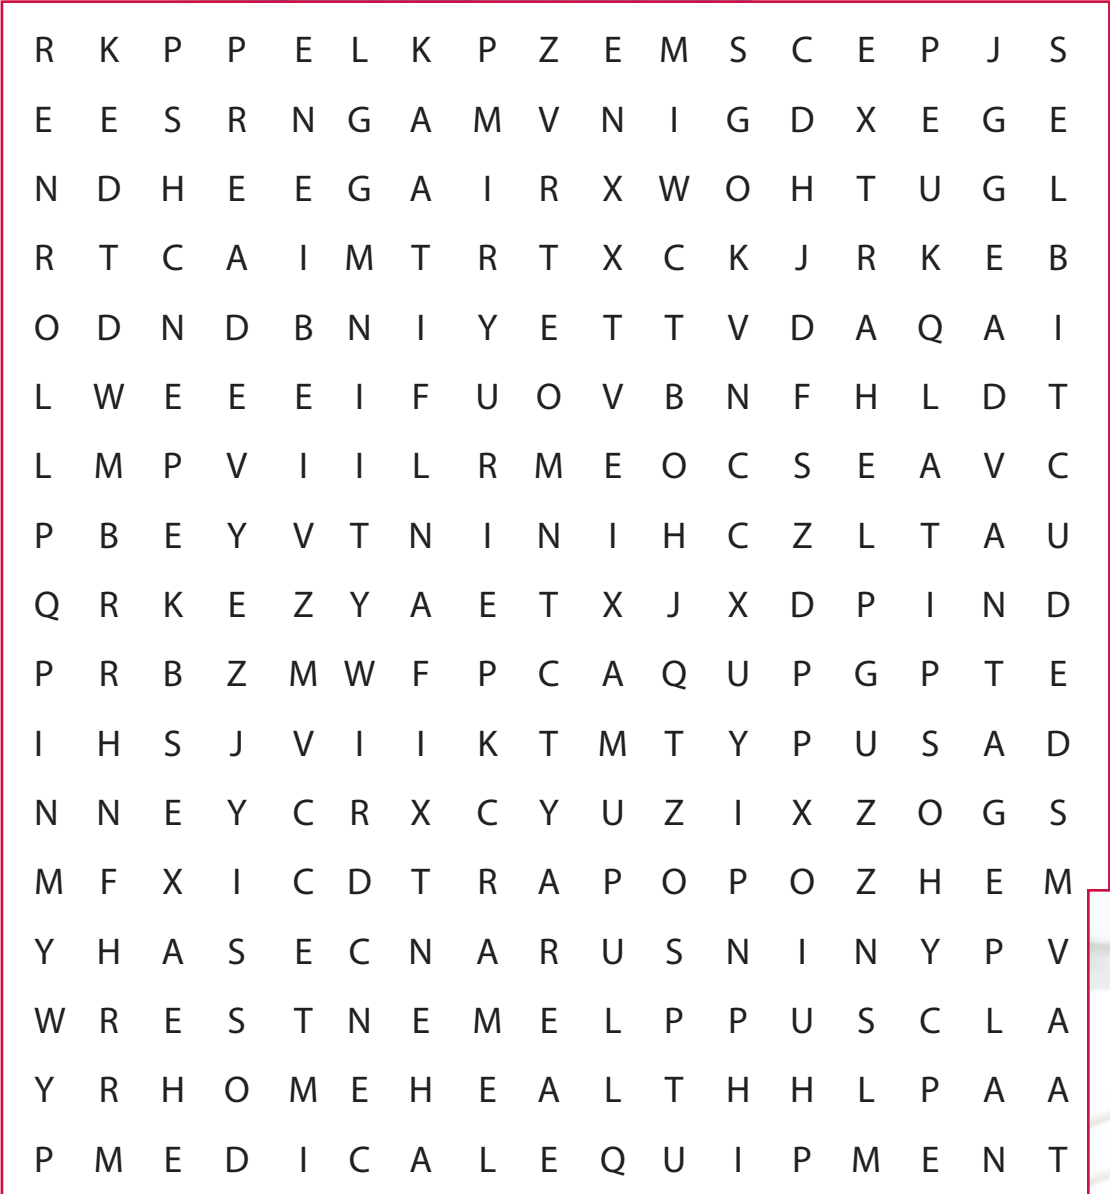 R K P P E L K P Z E M S C E P J S
E E S R N G A M V N I G D X E G E
N D H E E G A I R X W O H T U G L
R T C A I M T R T X C K J R K E B
O D N D B N I Y E T T V D A Q A I
L W E E E I F U O V B N F H L D T
L M P V I I L R M E O C S E A V C
P B E Y V T N I N I H C Z L T A U
Q R K E Z Y A E T X J X D P I N D
P R B Z M W F P C A Q U P G P T E
I H S J V I I K T M T Y P U S A D
N N E Y C R X C Y U Z I X Z O G S
M F X I C D T R A P O P O Z H E M
Y H A S E C N A R U S N I N Y P V
W R E S T N E M E L P P U S C L A
Y R H O M E H E A L T H H L P A A
P M E D I C A L E Q U I P M E N T